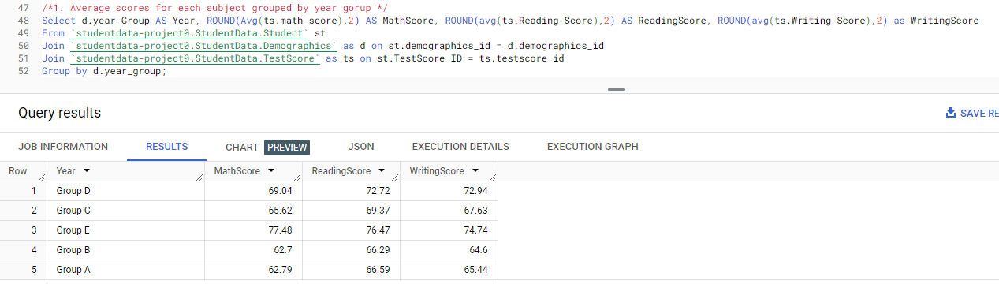 47 /*1. Average scores for each subject grouped by year gorup */
48 Select d.year_Group AS Year, ROUND(Avg(ts.math_score),2) AS MathScore, ROUND(avg(ts.Reading_Score),2) AS ReadingScore, ROUND(avg(ts.Writing_Score),2) as WritingScore
49 From `studentdata-project0.StudentData.Student` st
50 Join `studentdata-project0.StudentData.Demographics` as d on st.demographics_id = d.demographics_id
51 Join `studentdata-project0.StudentData.TestScore` as ts on st.TestScore_ID = ts.testscore_id
52 Group by d.year_group;
Query results SAVE RE
JOB INFORMATION RESULTS CHART PREVIEW JSON EXECUTION DETAILS EXECUTION GRAPH
Row Year MathScore ReadingScore WritingScore
1 Group D 69.04 72.72 72.94
2 Group C 65.62 69.37 67.63
3 Group E 77.48 76.47 74.74
4 Group B 62.7 66.29 64.6
5 Group A 62.79 66.59 65.44